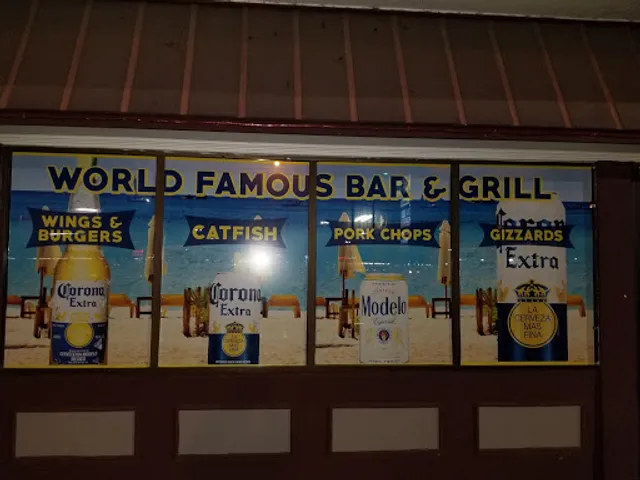 WORLD FAMOUS BAR & GRILL
WINGS &
BURGERS
CATFISH
PORK CHOPS
GIZZARDS
Corona
Extra
Corona
Extra
Modelo
Especial
Corona
Extra
LA
CERVEZA
MAS
FINA